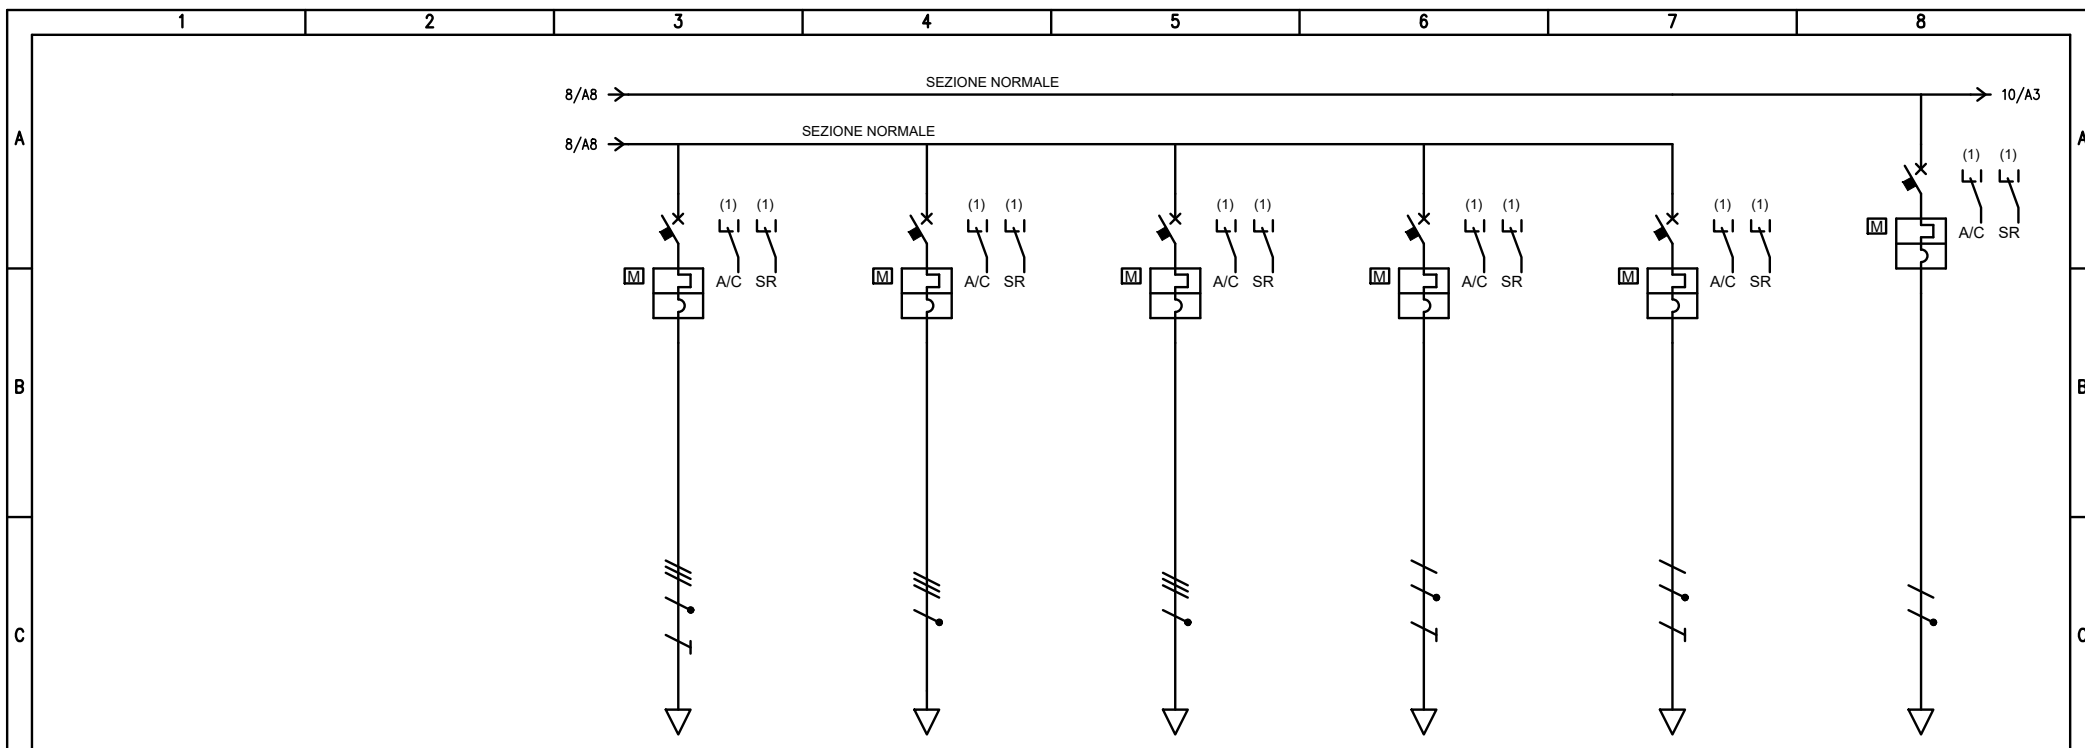 1 2 3 4 5 6 7 8
SEZIONE NORMALE
8/A8 10/A3
SEZIONE NORMALE
8/A8
A A
(1) (1)
M A/C SR
(1) (1) (1) (1) (1) (1) (1) (1) (1) (1)
M A/C SR M A/C SR M A/C SR M A/C SR M A/C SR
B B
C C